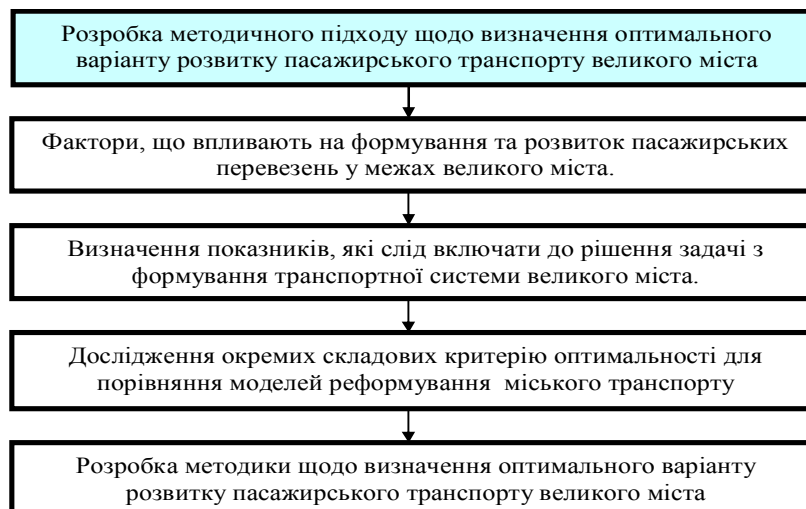 Розробка методичного підходу щодо визначення оптимального
варіанту розвитку пасажирського транспорту великого міста
Фактори, що впливають на формування та розвиток пасажирських
перевезень у межах великого міста.
Визначення показників, які слід включати до рішення задачі з
формування транспортної системи великого міста.
Дослідження окремих складових критерію оптимальності для
порівняння моделей реформування міського транспорту
Розробка методики щодо визначення оптимального варіанту
розвитку пасажирського транспорту великого міста